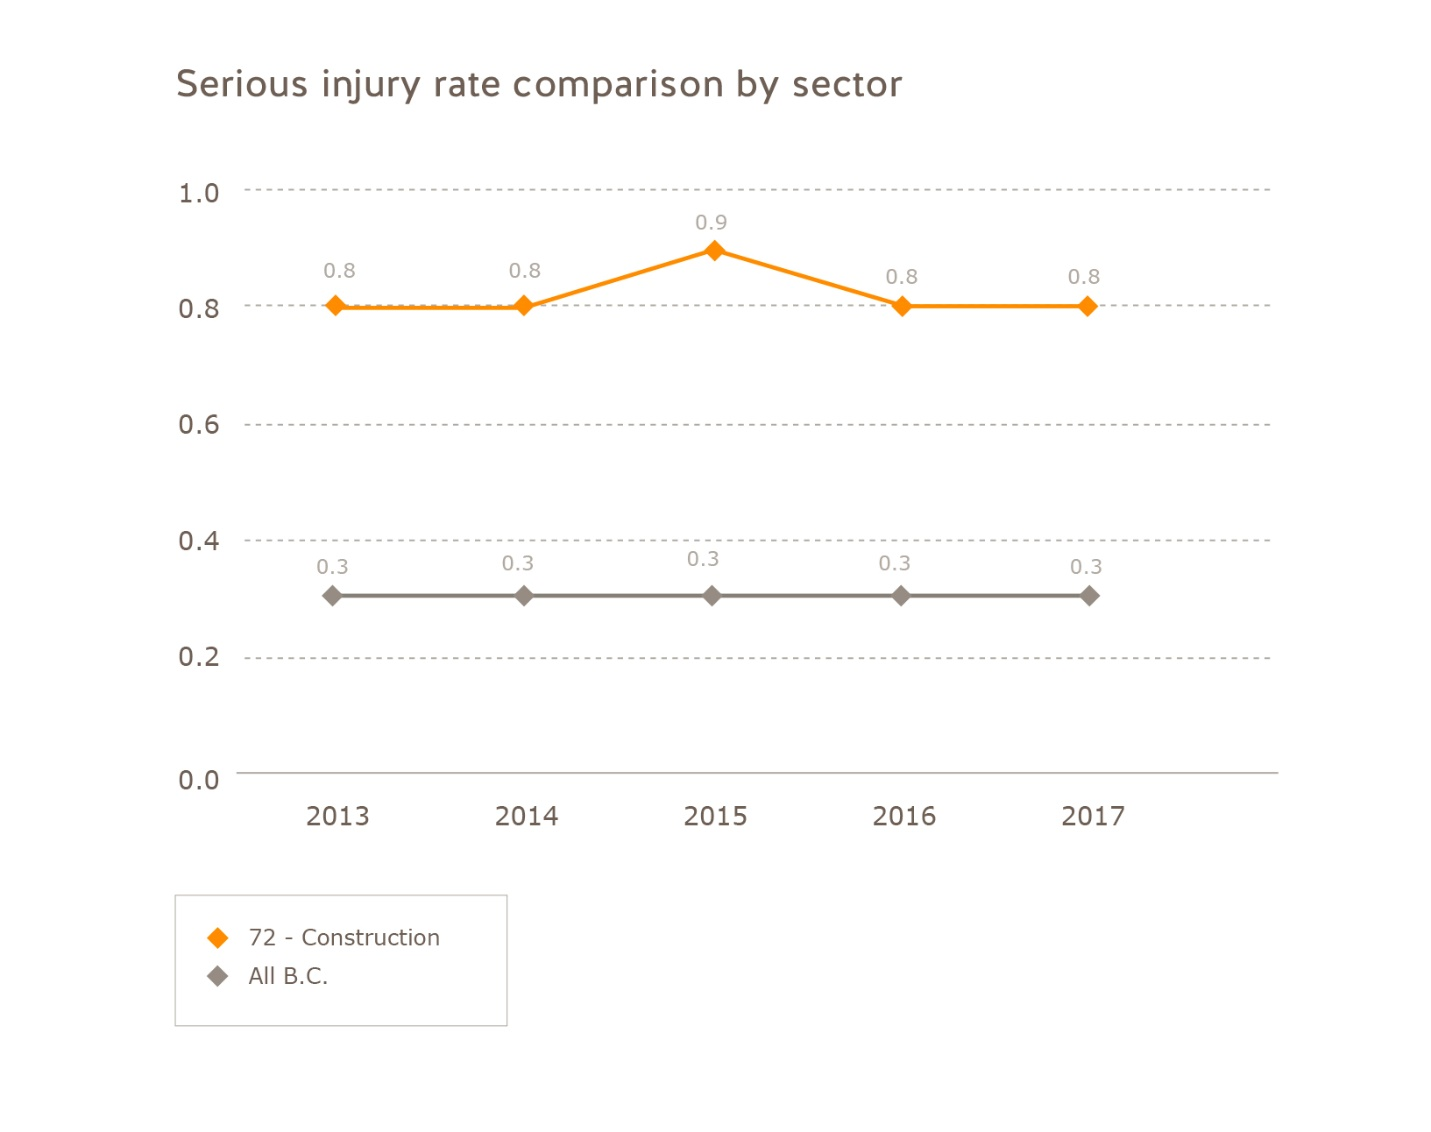 Serious injury rate comparison by sector
1.0
0.9
0.8 0.8 0.8 0.8
0.8
0.6
0.4
0.3 0.3 0.3 0.3 0.3
0.2
0.0
2013 2014 2015 2016 2017
72 - Construction
All B.C.